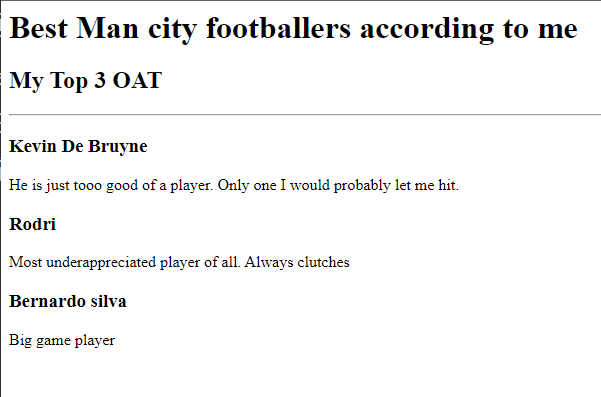 Best Man city footballers according to me
My Top 3 OAT
Kevin De Bruyne
He is just tooo good of a player. Only one I would probably let me hit.
Rodri
Most underappreciated player of all. Always clutches
Bernardo silva
Big game player